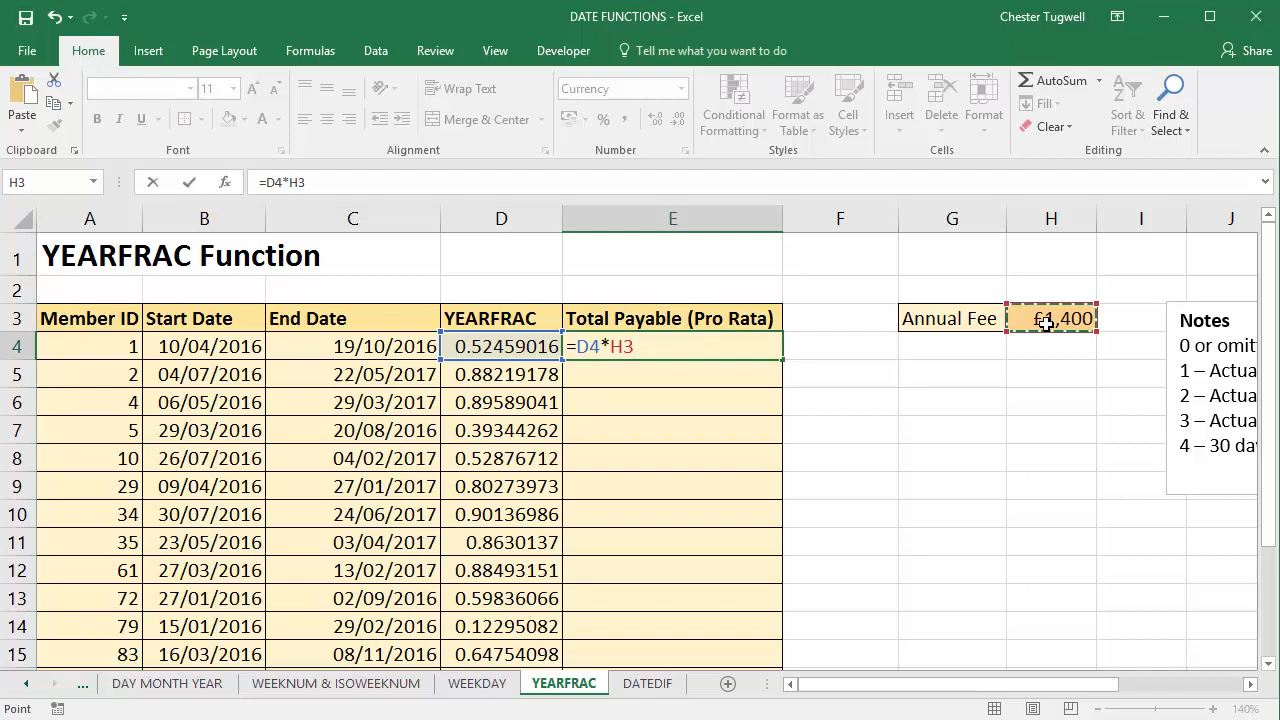 DATE FUNCTIONS - Excel
Chester Tugwell
File Home Insert Page Layout Formulas Data Review View Developer Tell me what you want to do Share
Paste
Clipboard
11
A A
B I U A
Font
Wrap Text
Merge & Center
Alignment
Currency
% ,
Number
Conditional Formatting
Format as Table
Cell Styles
Styles
Insert Delete Format
Cells
AutoSum
Fill
Clear
Sort & Filter
Find & Select
Editing
H3 fx =D4*H3
A B C D E F G H I J
1 YEARFRAC Function
2
3 Member ID Start Date End Date YEARFRAC Total Payable (Pro Rata) Annual Fee £1,400
4 1 10/04/2016 19/10/2016 0.52459016 =D4*H3
5 2 04/07/2016 22/05/2017 0.88219178
6 4 06/05/2016 29/03/2017 0.89589041
7 5 29/03/2016 20/08/2016 0.39344262
8 10 26/07/2016 04/02/2017 0.52876712
9 29 09/04/2016 27/01/2017 0.80273973
10 34 30/07/2016 24/06/2017 0.90136986
11 35 23/05/2016 03/04/2017 0.8630137
12 61 27/03/2016 13/02/2017 0.88493151
13 72 27/01/2016 02/09/2016 0.59836066
14 79 15/01/2016 29/02/2016 0.12295082
15 83 16/03/2016 08/11/2016 0.64754098
Notes
0 or omit
1 – Actua
2 – Actua
3 – Actua
4 – 30 da
... DAY MONTH YEAR WEEKNUM & ISOWEEKNUM WEEKDAY YEARFRAC DATEDIF
Point 140%